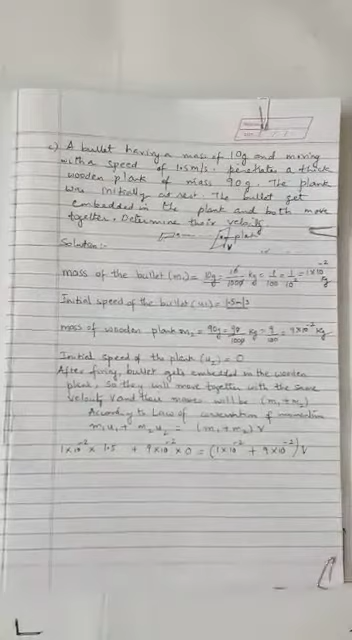 c) A bullet having a mass of 10g and moving
with a speed of 1.5m/s. penetrates a thick
wooden plank of mass 90g. The plank
was initially at rest. The bullet get
embedded in the plank and both move
together. Determine their velocity.
plank
Solution:-
mass of the bullet (m₁) = 10g = 10/1000 kg = 1/100 = 1/10² = 1×10⁻² kg
Initial speed of the bullet (u₁) = 1.5m/s
mass of wooden plank m₂ = 90g = 90/1000 kg = 9/100 = 9×10⁻² kg
Initial speed of the plank (u₂) = 0
After firing, bullet gets embedded in the wooden
plank, so they will move together with the same
velocity V and their masses will be (m₁+m₂)
According to Law of conservation of momentum
m₁u₁ + m₂u₂ = (m₁+m₂)V
1×10⁻² × 1.5 + 9×10⁻² × 0 = (1×10⁻² + 9×10⁻²)V